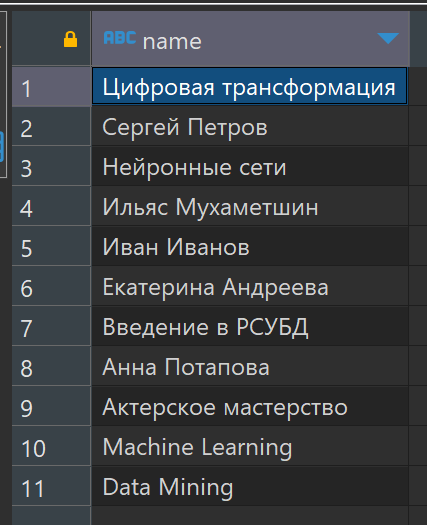 ABC name
1 Цифровая трансформация
2 Сергей Петров
3 Нейронные сети
4 Ильяс Мухаметшин
5 Иван Иванов
6 Екатерина Андреева
7 Введение в РСУБД
8 Анна Потапова
9 Актерское мастерство
10 Machine Learning
11 Data Mining